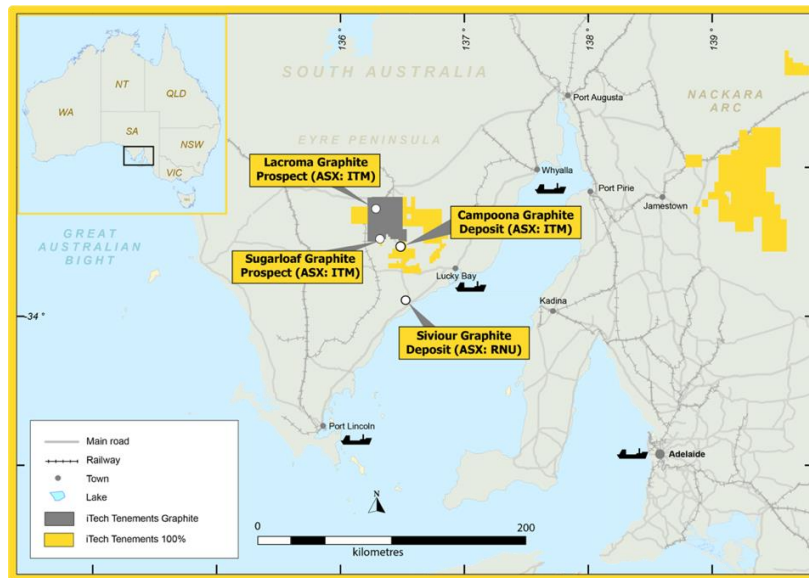 136 °
137 °
138 °
139 °
SOUTH AUSTRALIA
NT
QLD
WA
SA
NSW
VIC
Port Augusta
NACKARA
ARC
EYRE PENINSULA
Lacroma Graphite
Prospect (ASX: ITM)
Whyalla
Port Pirie
Jamestown
Campoona Graphite
Deposit (ASX: ITM)
GREAT
AUSTRALIAN
BIGHT
Sugarloaf Graphite
Prospect (ASX: ITM)
Lucky Bay
Kadina
-34 °
Siviour Graphite
Deposit (ASX: RNU)
Port Lincoln
Adelaide
Main road
Railway
Town
Lake
iTech Tenements Graphite
iTech Tenements 100%
N
0
200
kilometres